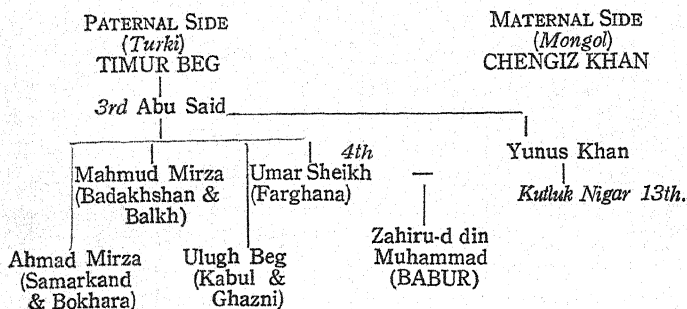 PATERNAL SIDE
(Turki)
TIMUR BEG
MATERNAL SIDE
(Mongol)
CHENGIZ KHAN
3rd Abu Said
4th
Mahmud Mirza
(Badakhshan &
Balkh)
Umar Sheikh
(Farghana)
Yunus Khan
Kutluk Nigar 13th.
Ahmad Mirza
(Samarkand
& Bokhara)
Ulugh Beg
(Kabul &
Ghazni)
Zahiru-d din
Muhammad
(BABUR)